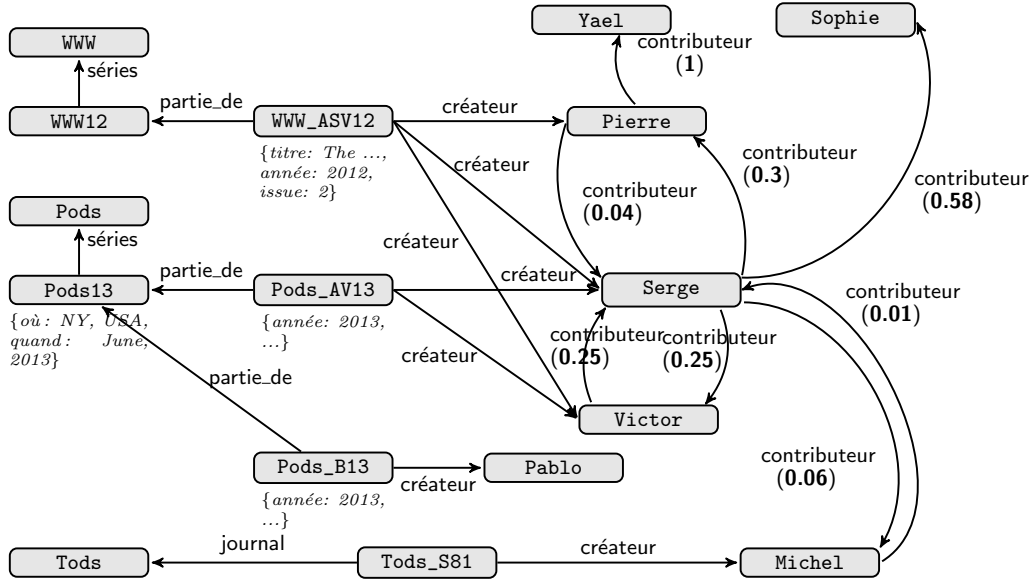 Yael
Sophie
WWW
contributeur
(1)
séries
partie_de
créateur
WWW12
WWW_ASV12
Pierre
{titre: The ...,
année: 2012,
issue: 2}
créateur
contributeur
(0.3)
contributeur
(0.04)
contributeur
(0.58)
Pods
séries
créateur
partie_de
créateur
Pods13
Pods_AV13
Serge
contributeur
(0.01)
{où: NY, USA,
quand: June,
2013}
{année: 2013,
...}
contributeur
(0.25)
contributeur
(0.25)
créateur
partie_de
Victor
contributeur
(0.06)
Pods_B13
créateur
Pablo
{année: 2013,
...}
journal
créateur
Tods
Tods_S81
Michel